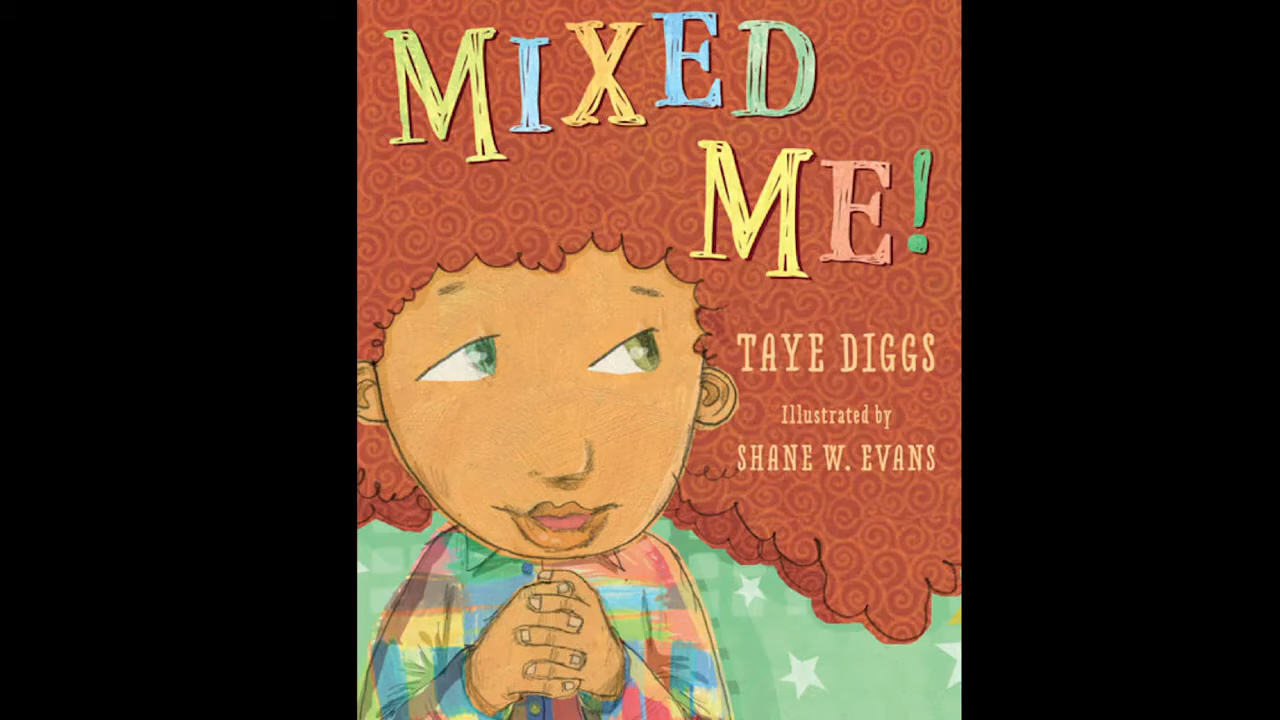 MIXED
ME!
TAYE DIGGS
Illustrated by
SHANE W. EVANS